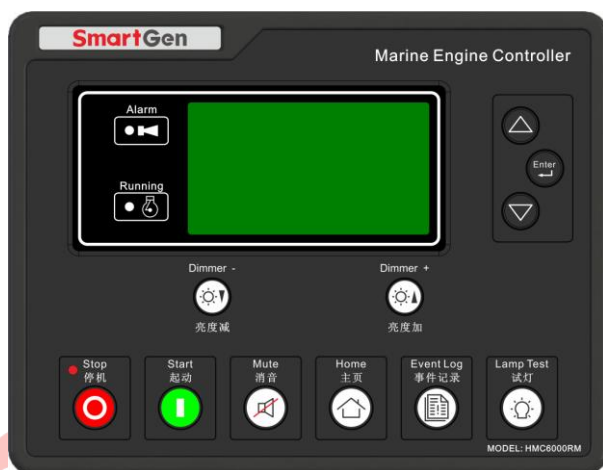 SmartGen
Marine Engine Controller
Alarm
Running
Enter
Dimmer -
Dimmer +
亮度减
亮度加
Stop
停机
Start
起动
Mute
消音
Home
主页
Event Log
事件记录
Lamp Test
试灯
MODEL: HMC6000RM